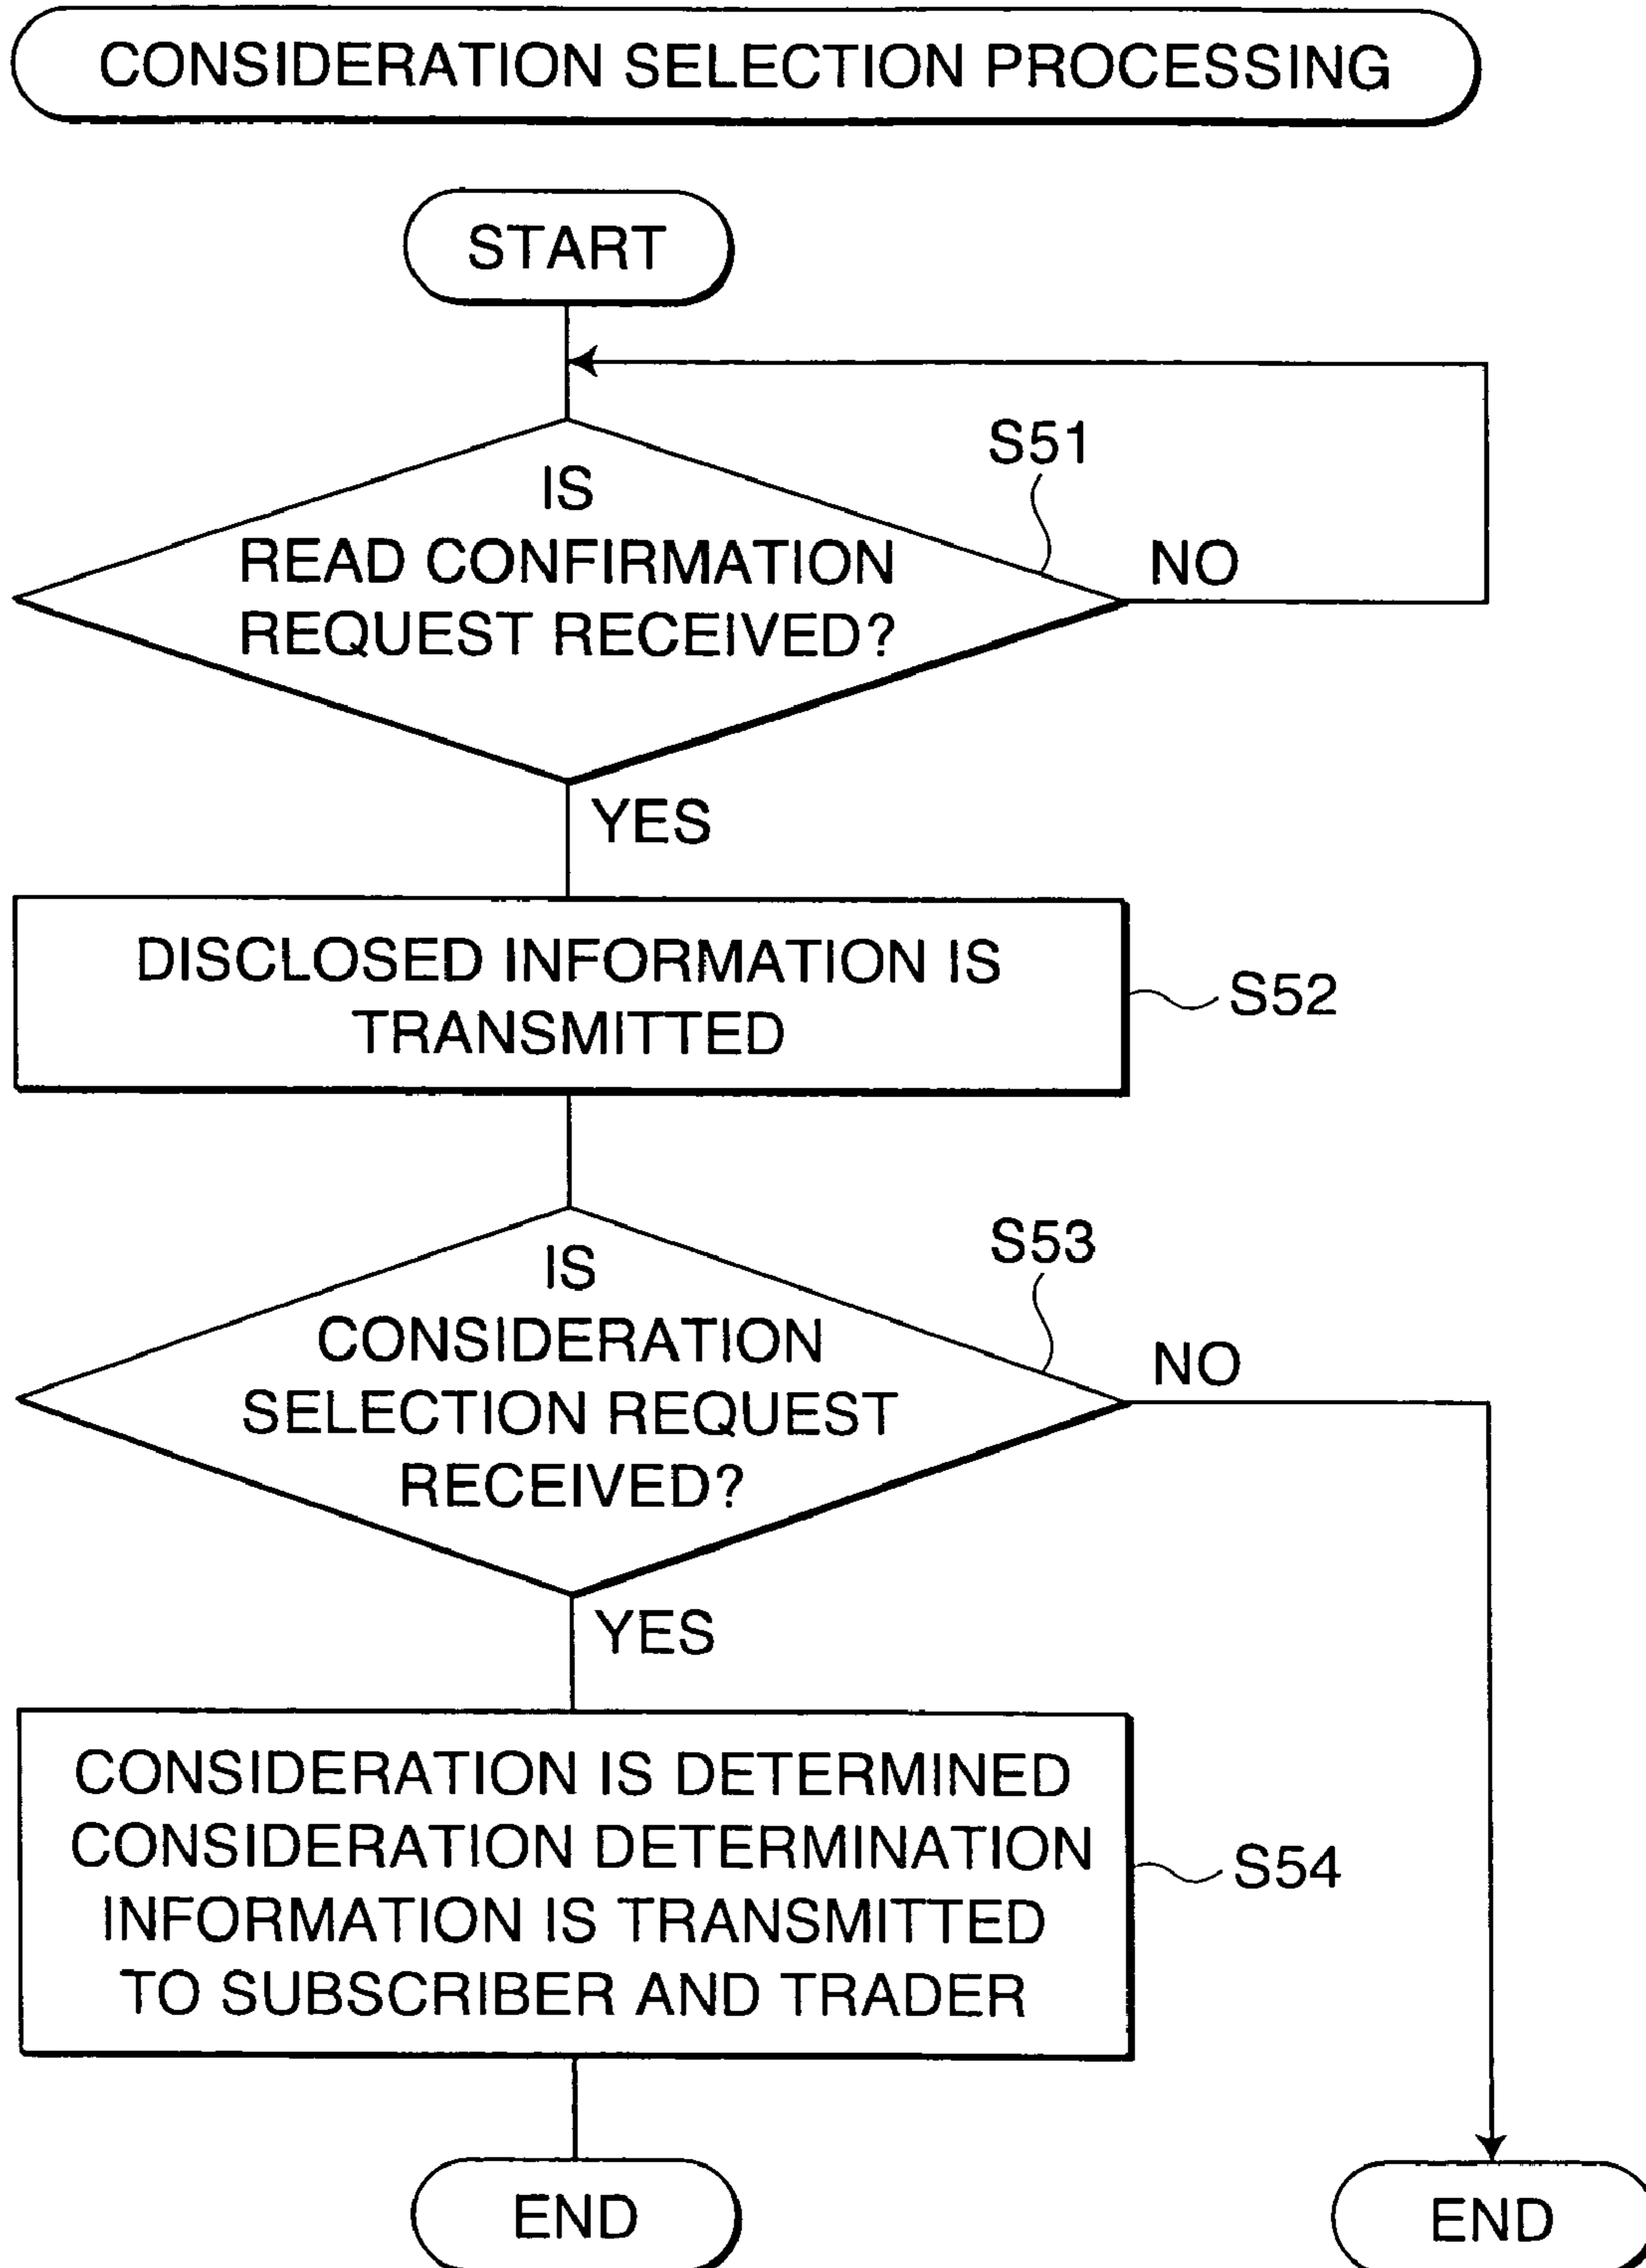 CONSIDERATION SELECTION PROCESSING
START
S51
IS
READ CONFIRMATION
REQUEST RECEIVED?
NO
YES
DISCLOSED INFORMATION IS
TRANSMITTED
S52
S53
IS
CONSIDERATION
SELECTION REQUEST
RECEIVED?
NO
YES
CONSIDERATION IS DETERMINED
CONSIDERATION DETERMINATION
INFORMATION IS TRANSMITTED
TO SUBSCRIBER AND TRADER
S54
END
END